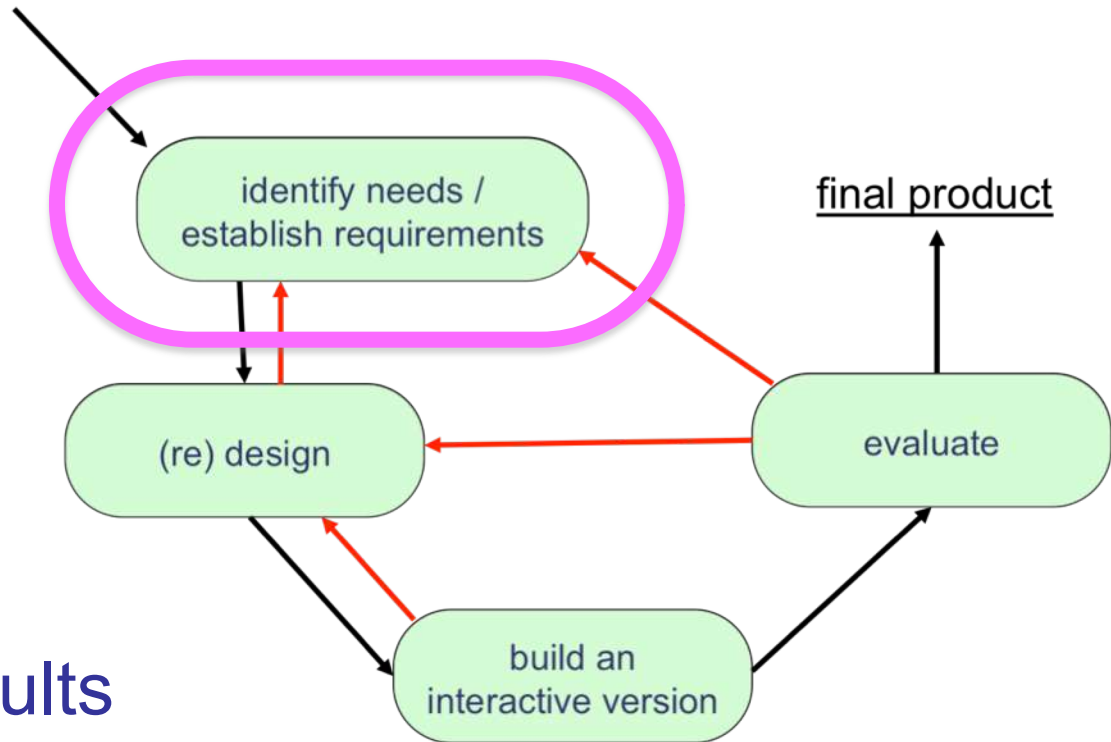 identify needs /
establish requirements
final product
(re) design
evaluate
build an
interactive version
ults